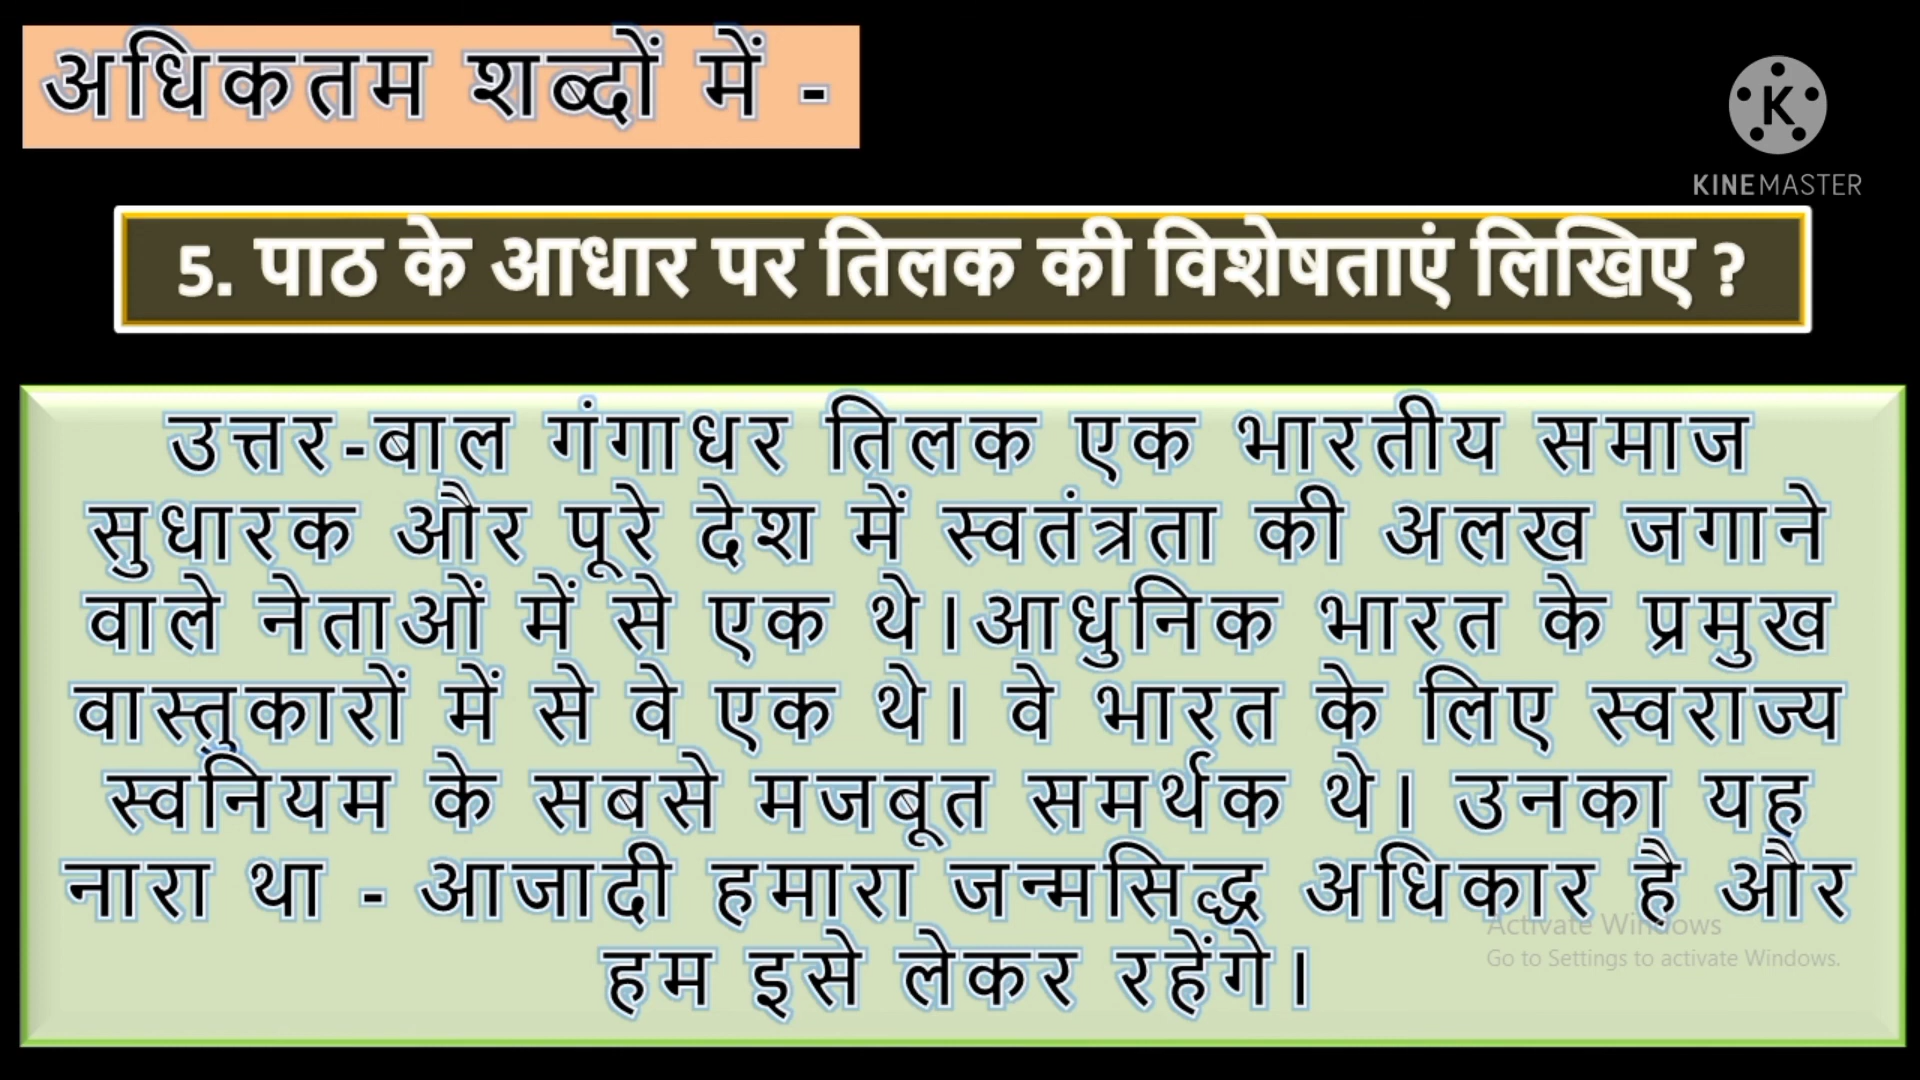 अधिकतम शब्दों में -
K
KINEMASTER
5. पाठ के आधार पर तिलक की विशेषताएं लिखिए ?
उत्तर-बाल गंगाधर तिलक एक भारतीय समाज
सुधारक और पूरे देश में स्वतंत्रता की अलख जगाने
वाले नेताओं में से एक थे।आधुनिक भारत के प्रमुख
वास्तुकारों में से वे एक थे। वे भारत के लिए स्वराज्य
स्वनियम के सबसे मजबूत समर्थक थे। उनका यह
नारा था - आजादी हमारा जन्मसिद्ध अधिकार है और
हम इसे लेकर रहेंगे।
Activate Windows
Go to Settings to activate Windows.